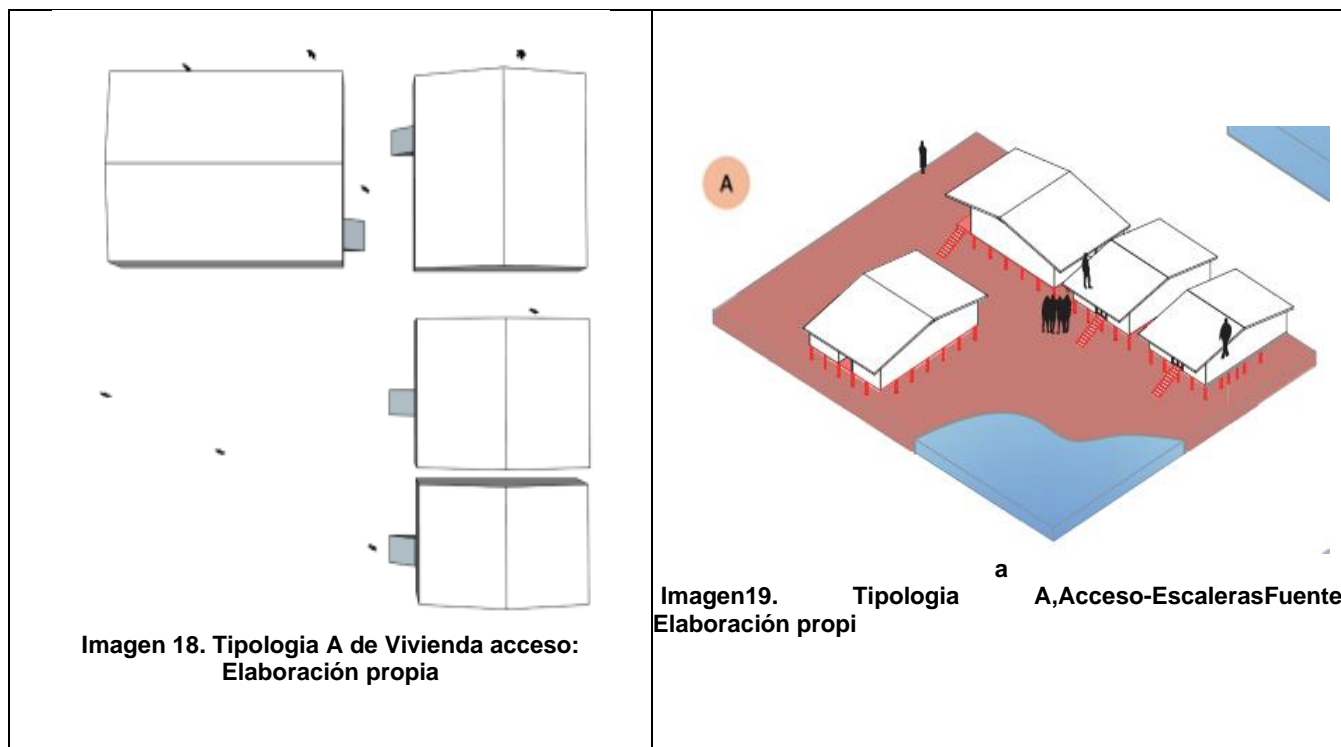 Imagen 18. Tipologia A de Vivienda acceso:
Elaboración propia
A
a
Imagen19. Tipologia A,Acceso-EscalerasFuente
Elaboración propi